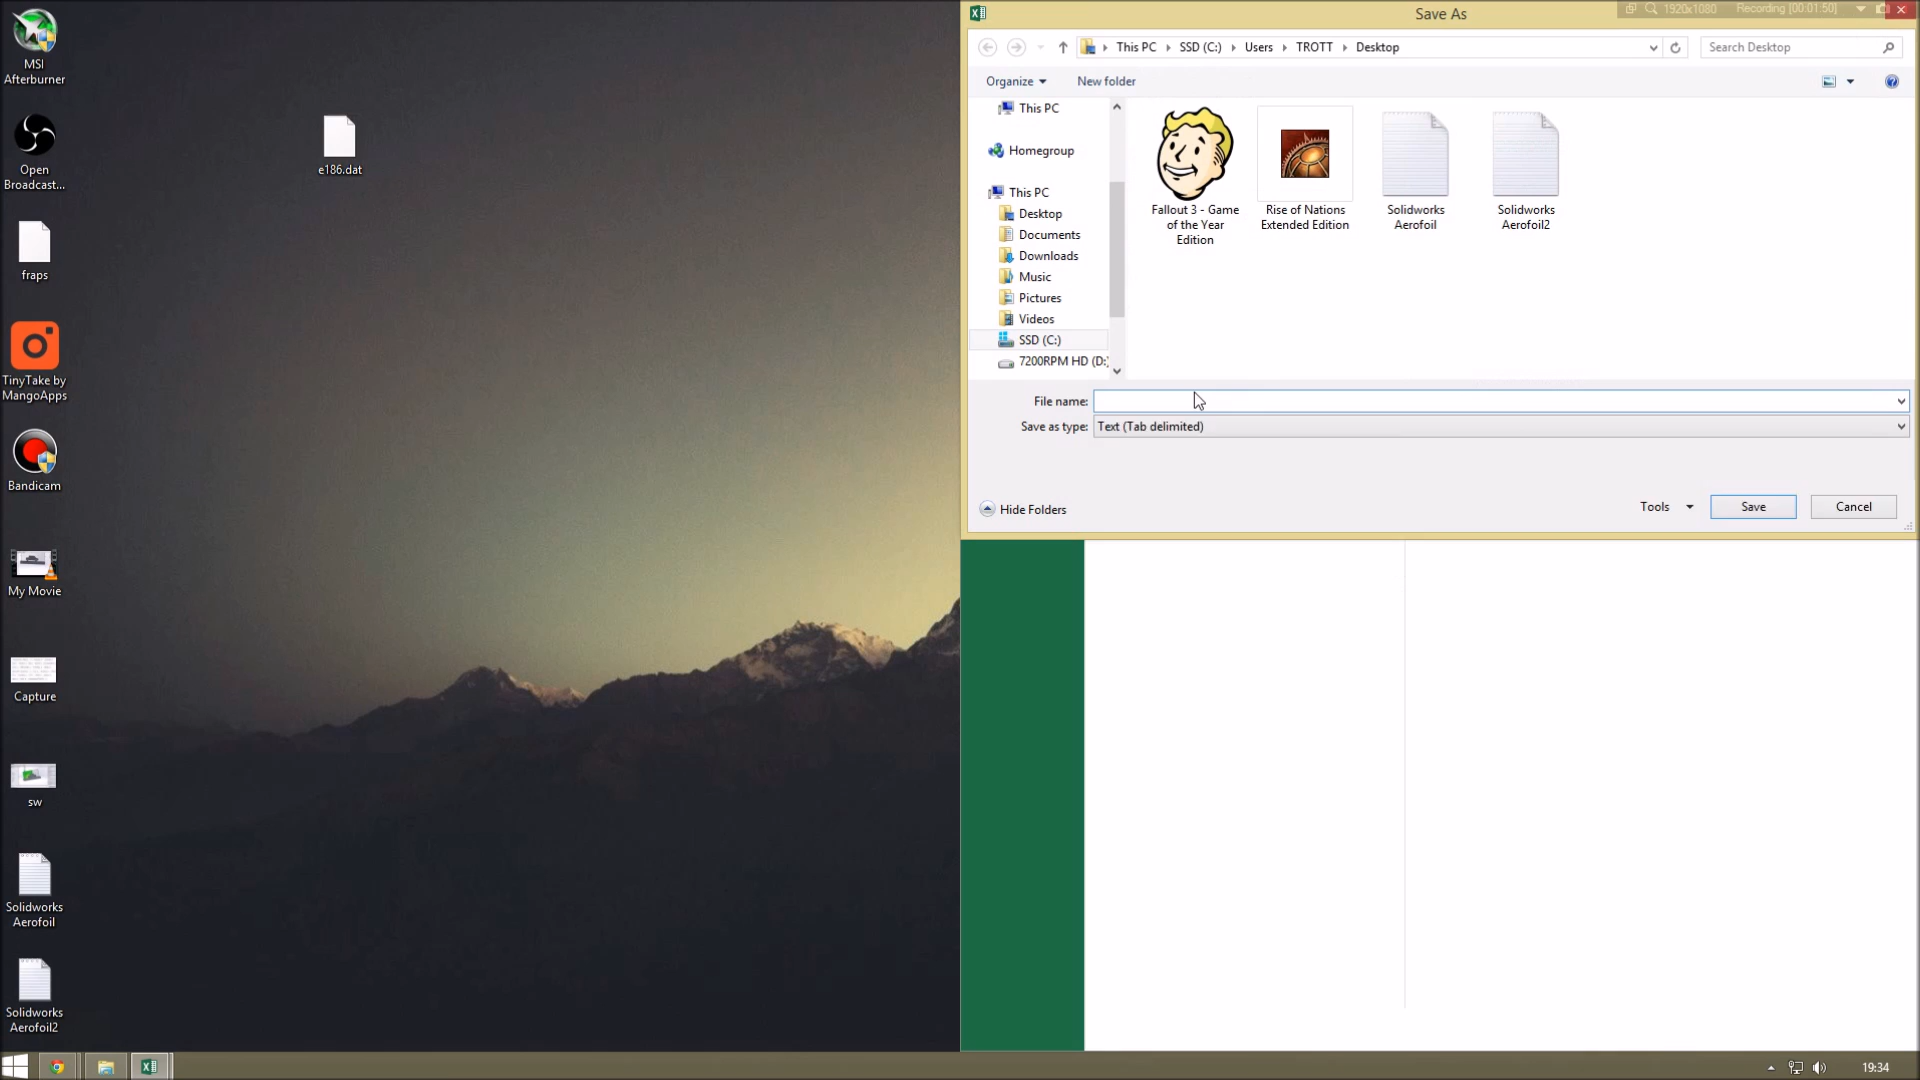 MSI
Afterburner
Open
Broadcast...
fraps
TinyTake by
MangoApps
Bandicam
My Movie
Capture
sw
Solidworks
Aerofoil
Solidworks
Aerofoil2
e186.dat
Save As
1920x1080
Recording [00:01:50]
This PC
SSD (C:)
Users
TROTT
Desktop
Search Desktop
Organize
New folder
This PC
Homegroup
This PC
Desktop
Documents
Downloads
Music
Pictures
Videos
SSD (C:)
7200RPM HD (D:)
Fallout 3 - Game
of the Year
Edition
Rise of Nations
Extended Edition
Solidworks
Aerofoil
Solidworks
Aerofoil2
File name:
Save as type:
Text (Tab delimited)
Hide Folders
Tools
Save
Cancel
19:34